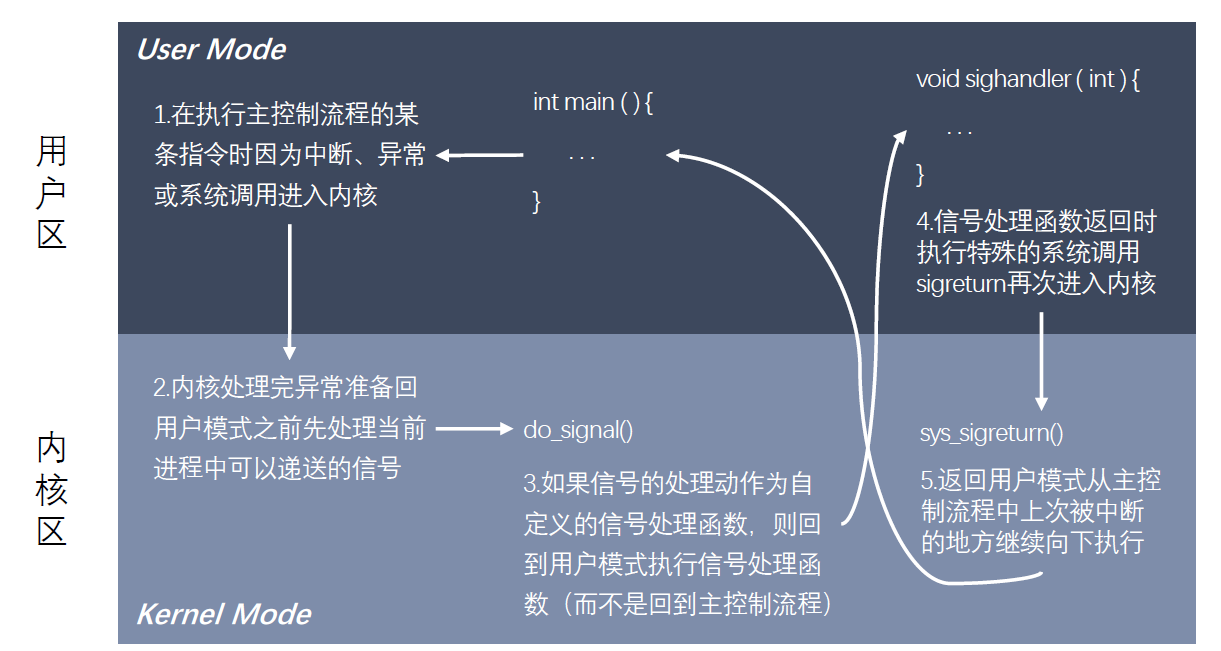 用
户
区
User Mode
1.在执行主控制流程的某
条指令时因为中断、异常
或系统调用进入内核
int main ( ) {
. . .
}
void sighandler ( int ) {
. . .
}
4.信号处理函数返回时
执行特殊的系统调用
sigreturn再次进入内核
内
核
区
2.内核处理完异常准备回
用户模式之前先处理当前
进程中可以递送的信号
do_signal()
3.如果信号的处理动作为自
定义的信号处理函数，则回
到用户模式执行信号处理函
数（而不是回到主控制流程）
sys_sigreturn()
5.返回用户模式从主控
制流程中上次被中断
的地方继续向下执行
Kernel Mode